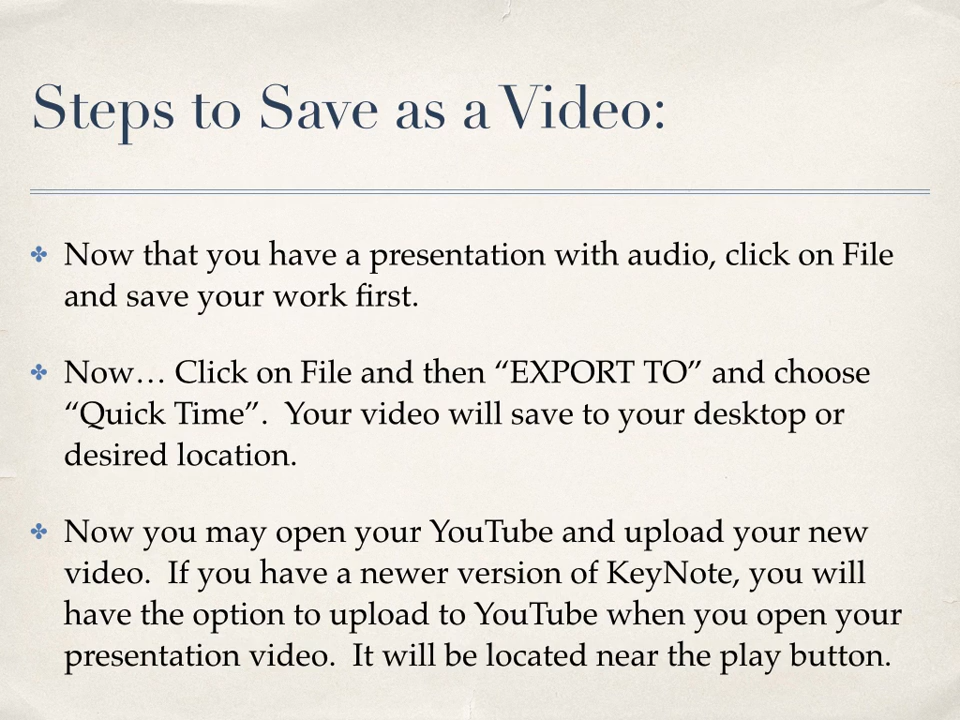 Steps to Save as a Video:
✤ Now that you have a presentation with audio, click on File
and save your work first.
✤ Now… Click on File and then “EXPORT TO” and choose
“Quick Time”.  Your video will save to your desktop or
desired location.
✤ Now you may open your YouTube and upload your new
video.  If you have a newer version of KeyNote, you will
have the option to upload to YouTube when you open your
presentation video.  It will be located near the play button.